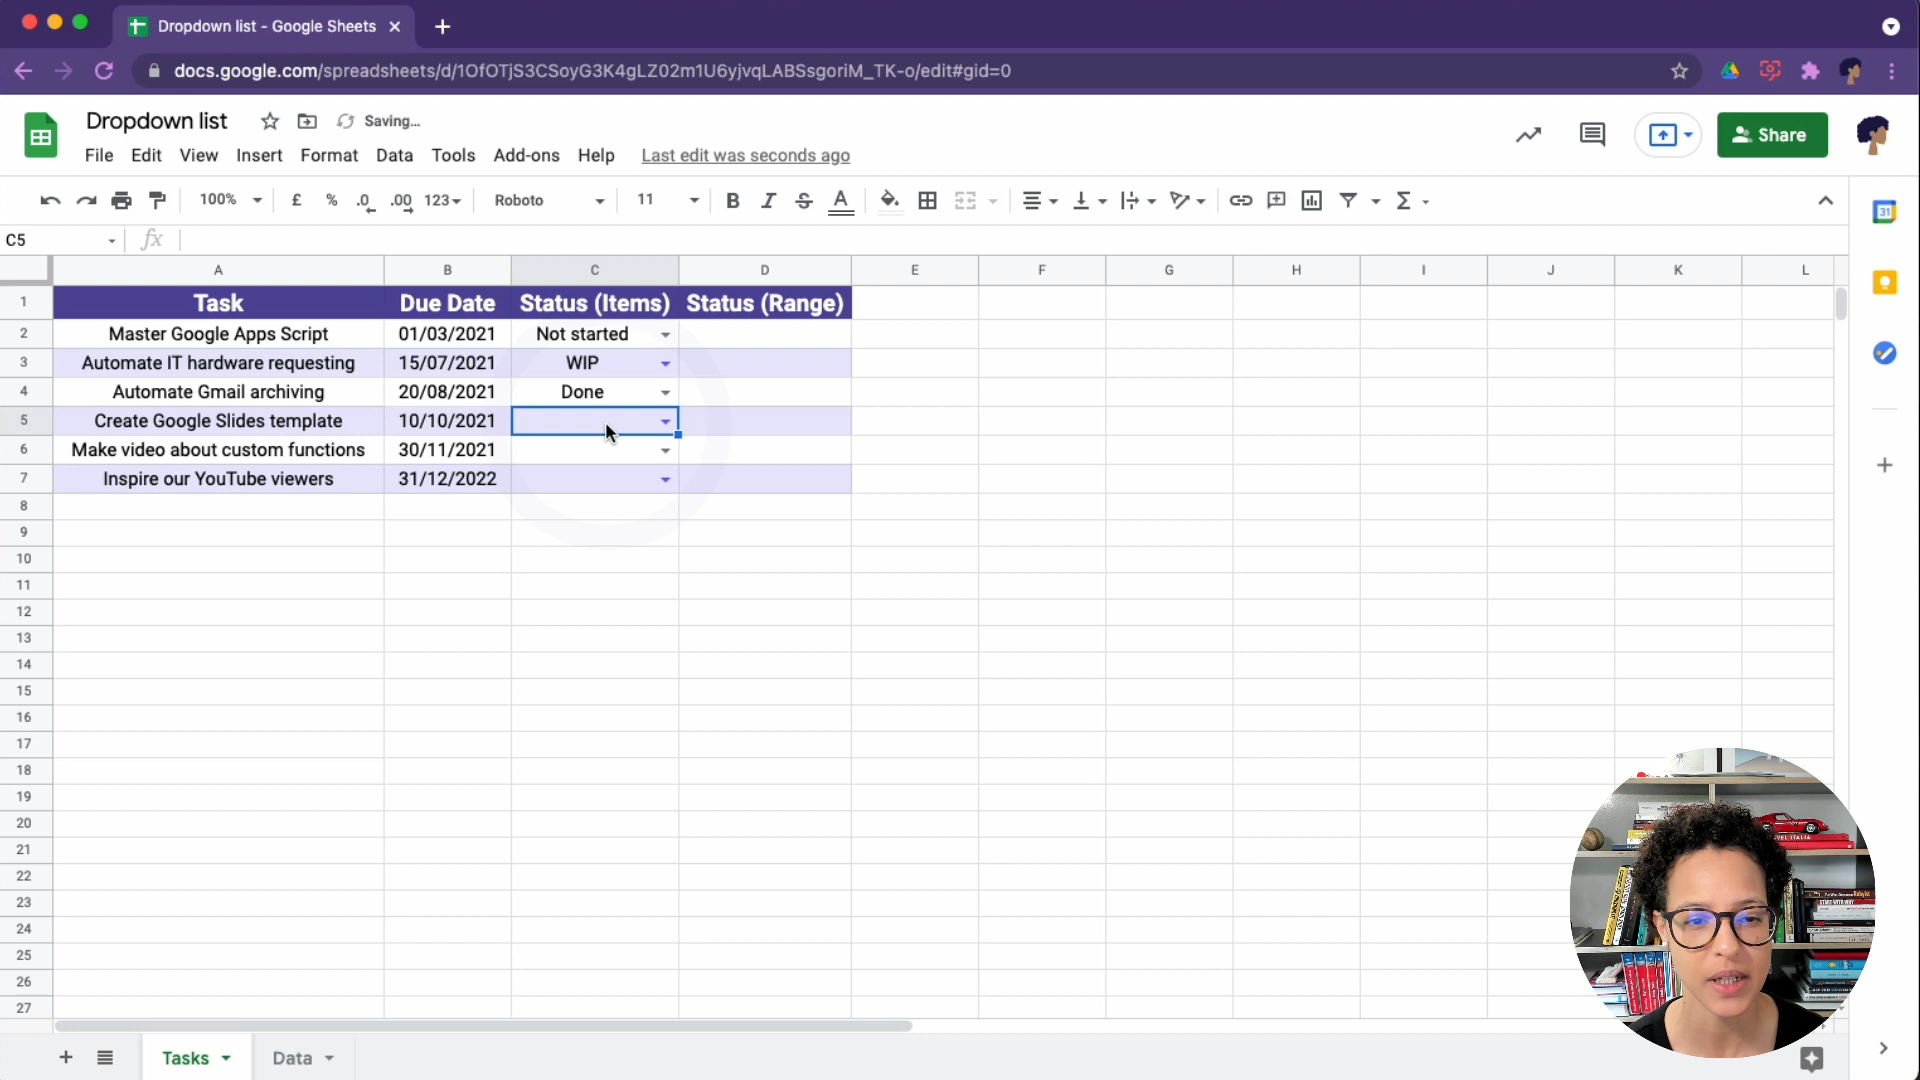 Dropdown list - Google Sheets
docs.google.com/spreadsheets/d/1OfOTjS3CSoyG3K4gLZ02m1U6yjvqLABSsgoriM_TK-o/edit#gid=0
Dropdown list Saving...
File Edit View Insert Format Data Tools Add-ons Help Last edit was seconds ago
Share
100% £ % .0 .00 123 Roboto 11 B I S A Σ
31
C5 fx
A B C D E F G H I J K L
1 Task Due Date Status (Items) Status (Range)
2 Master Google Apps Script 01/03/2021 Not started
3 Automate IT hardware requesting 15/07/2021 WIP
4 Automate Gmail archiving 20/08/2021 Done
5 Create Google Slides template 10/10/2021
6 Make video about custom functions 30/11/2021
7 Inspire our YouTube viewers 31/12/2022
8
9
10
11
12
13
14
15
16
17
18
19
20
21
22
23
24
25
26
27
Tasks Data